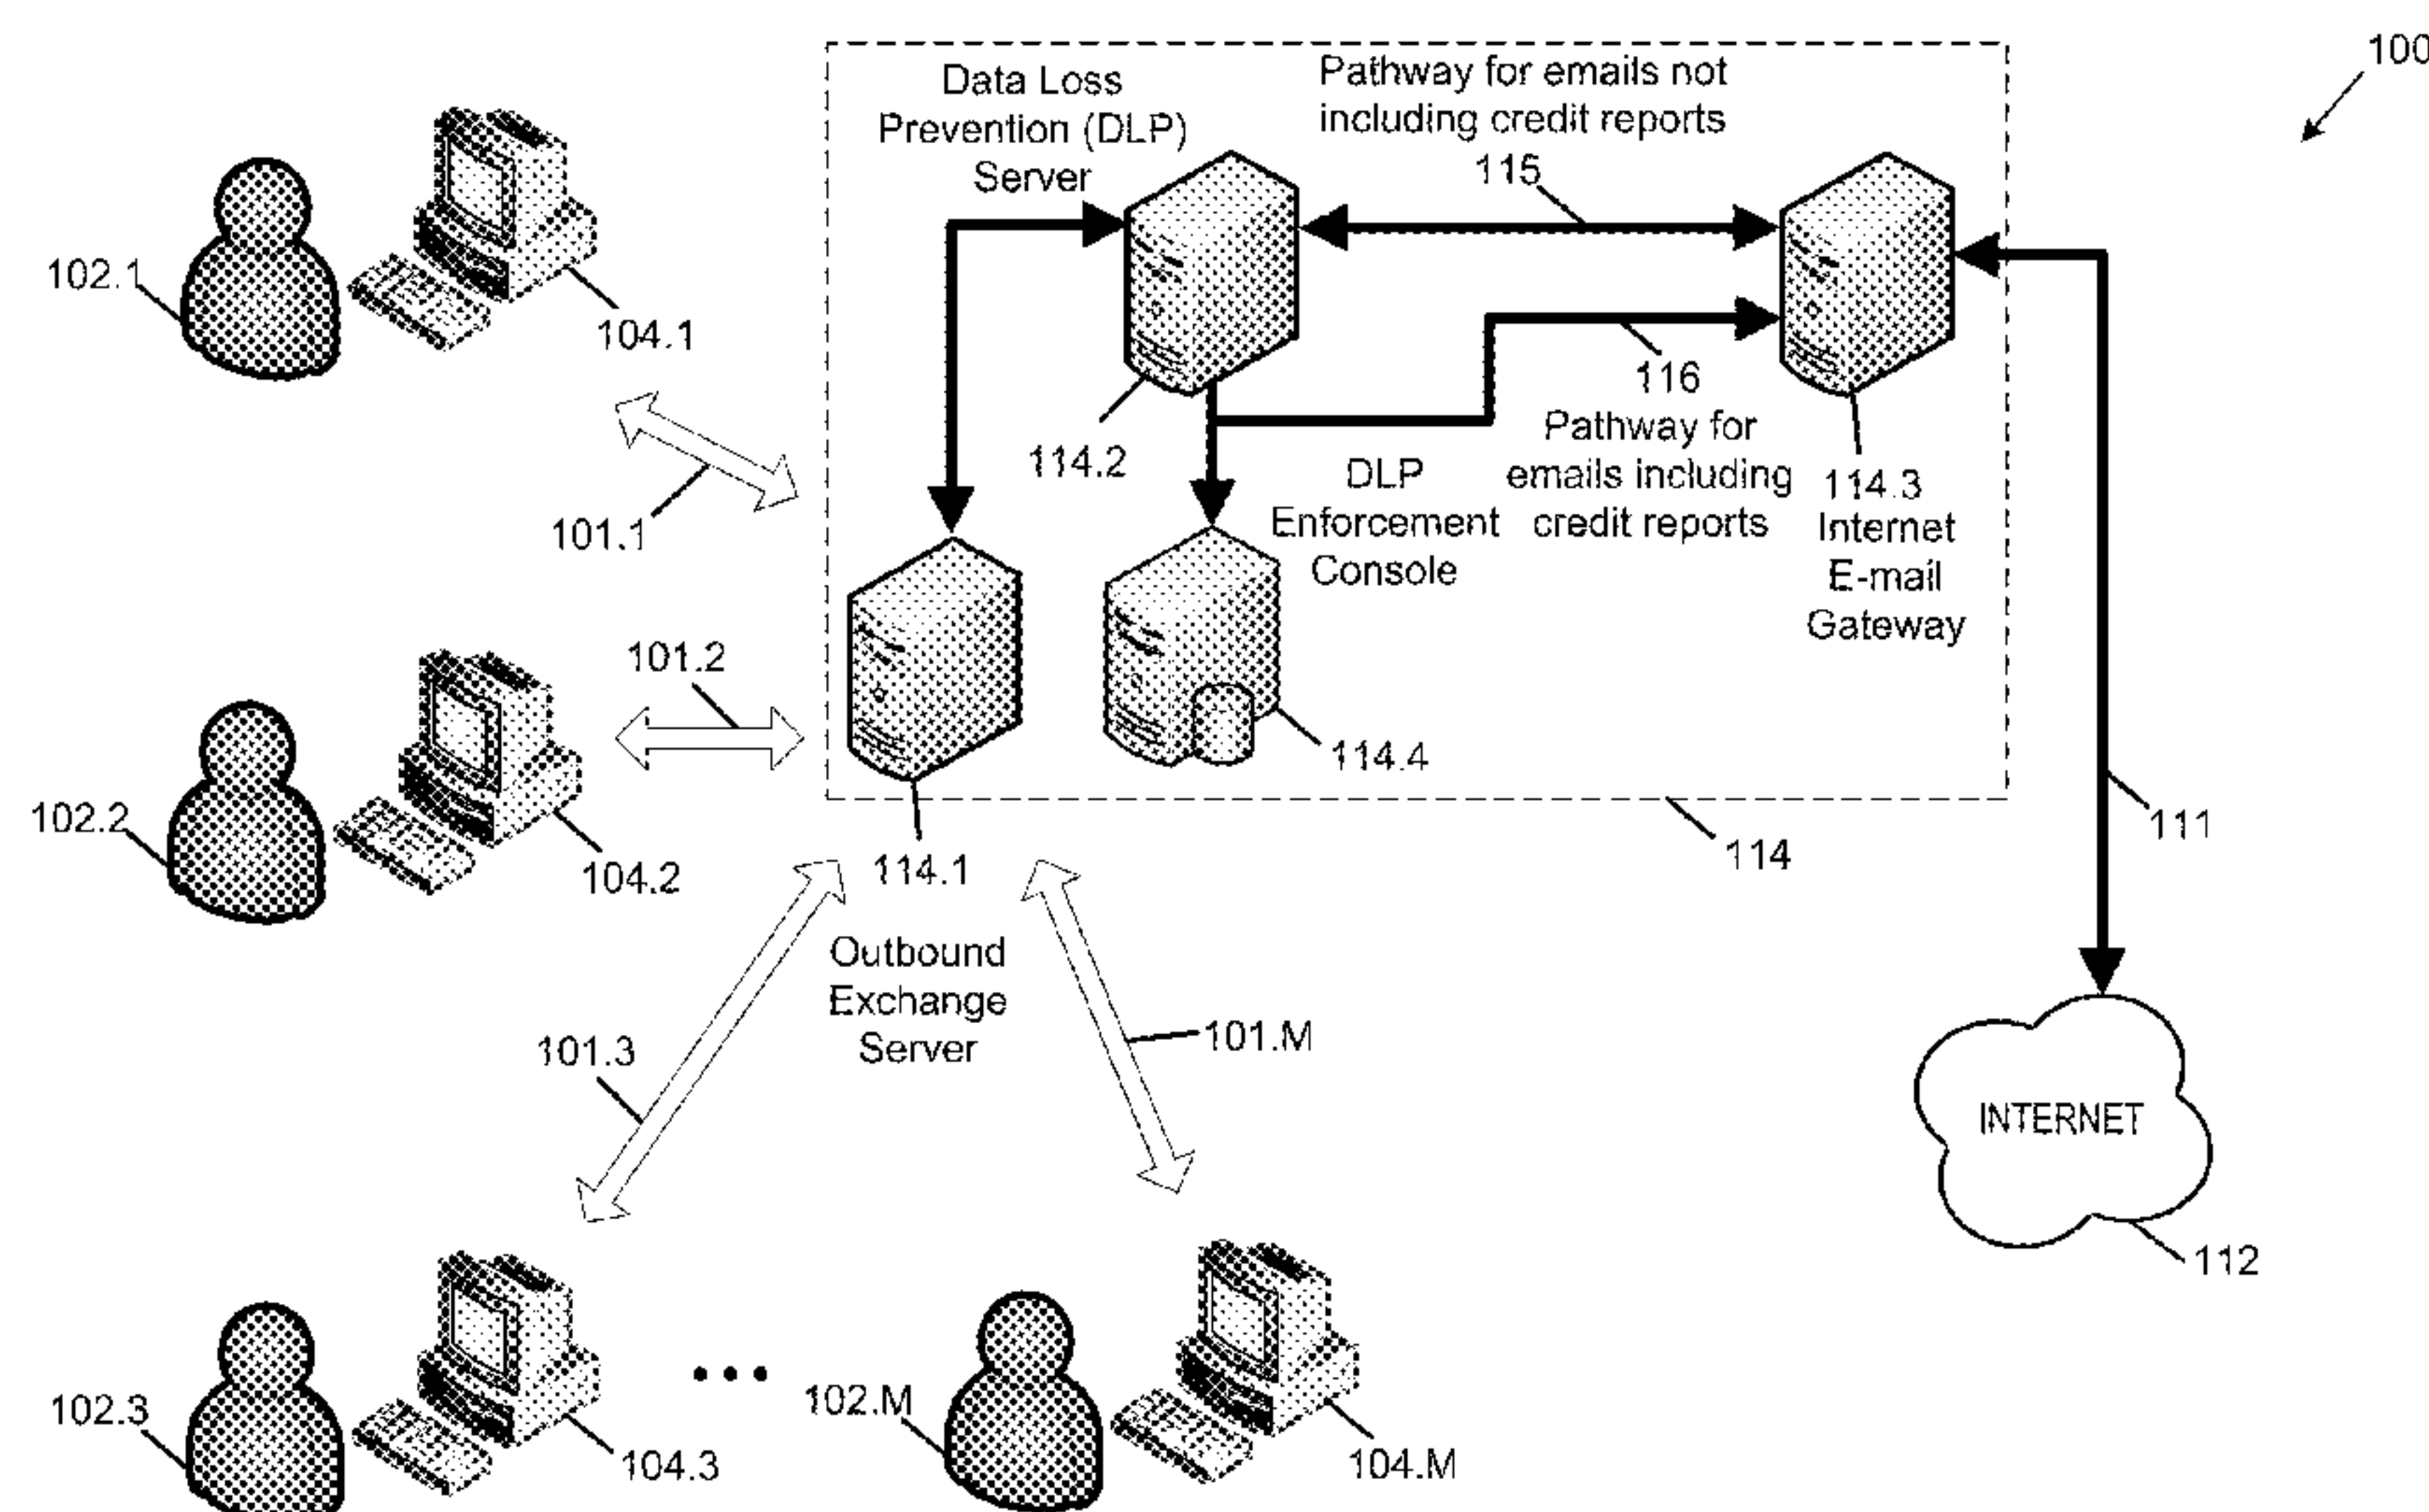 100
Data Loss
Prevention (DLP)
Server
Pathway for emails not
including credit reports
115
102.1
104.1
101.1
114.2
116
Pathway for
emails including
credit reports
DLP
Enforcement
Console
114.3
Internet
E-mail
Gateway
101.2
102.2
104.2
114.4
114.1
114
111
Outbound
Exchange
Server
101.3
101.M
INTERNET
112
102.3
104.3
...
102.M
104.M